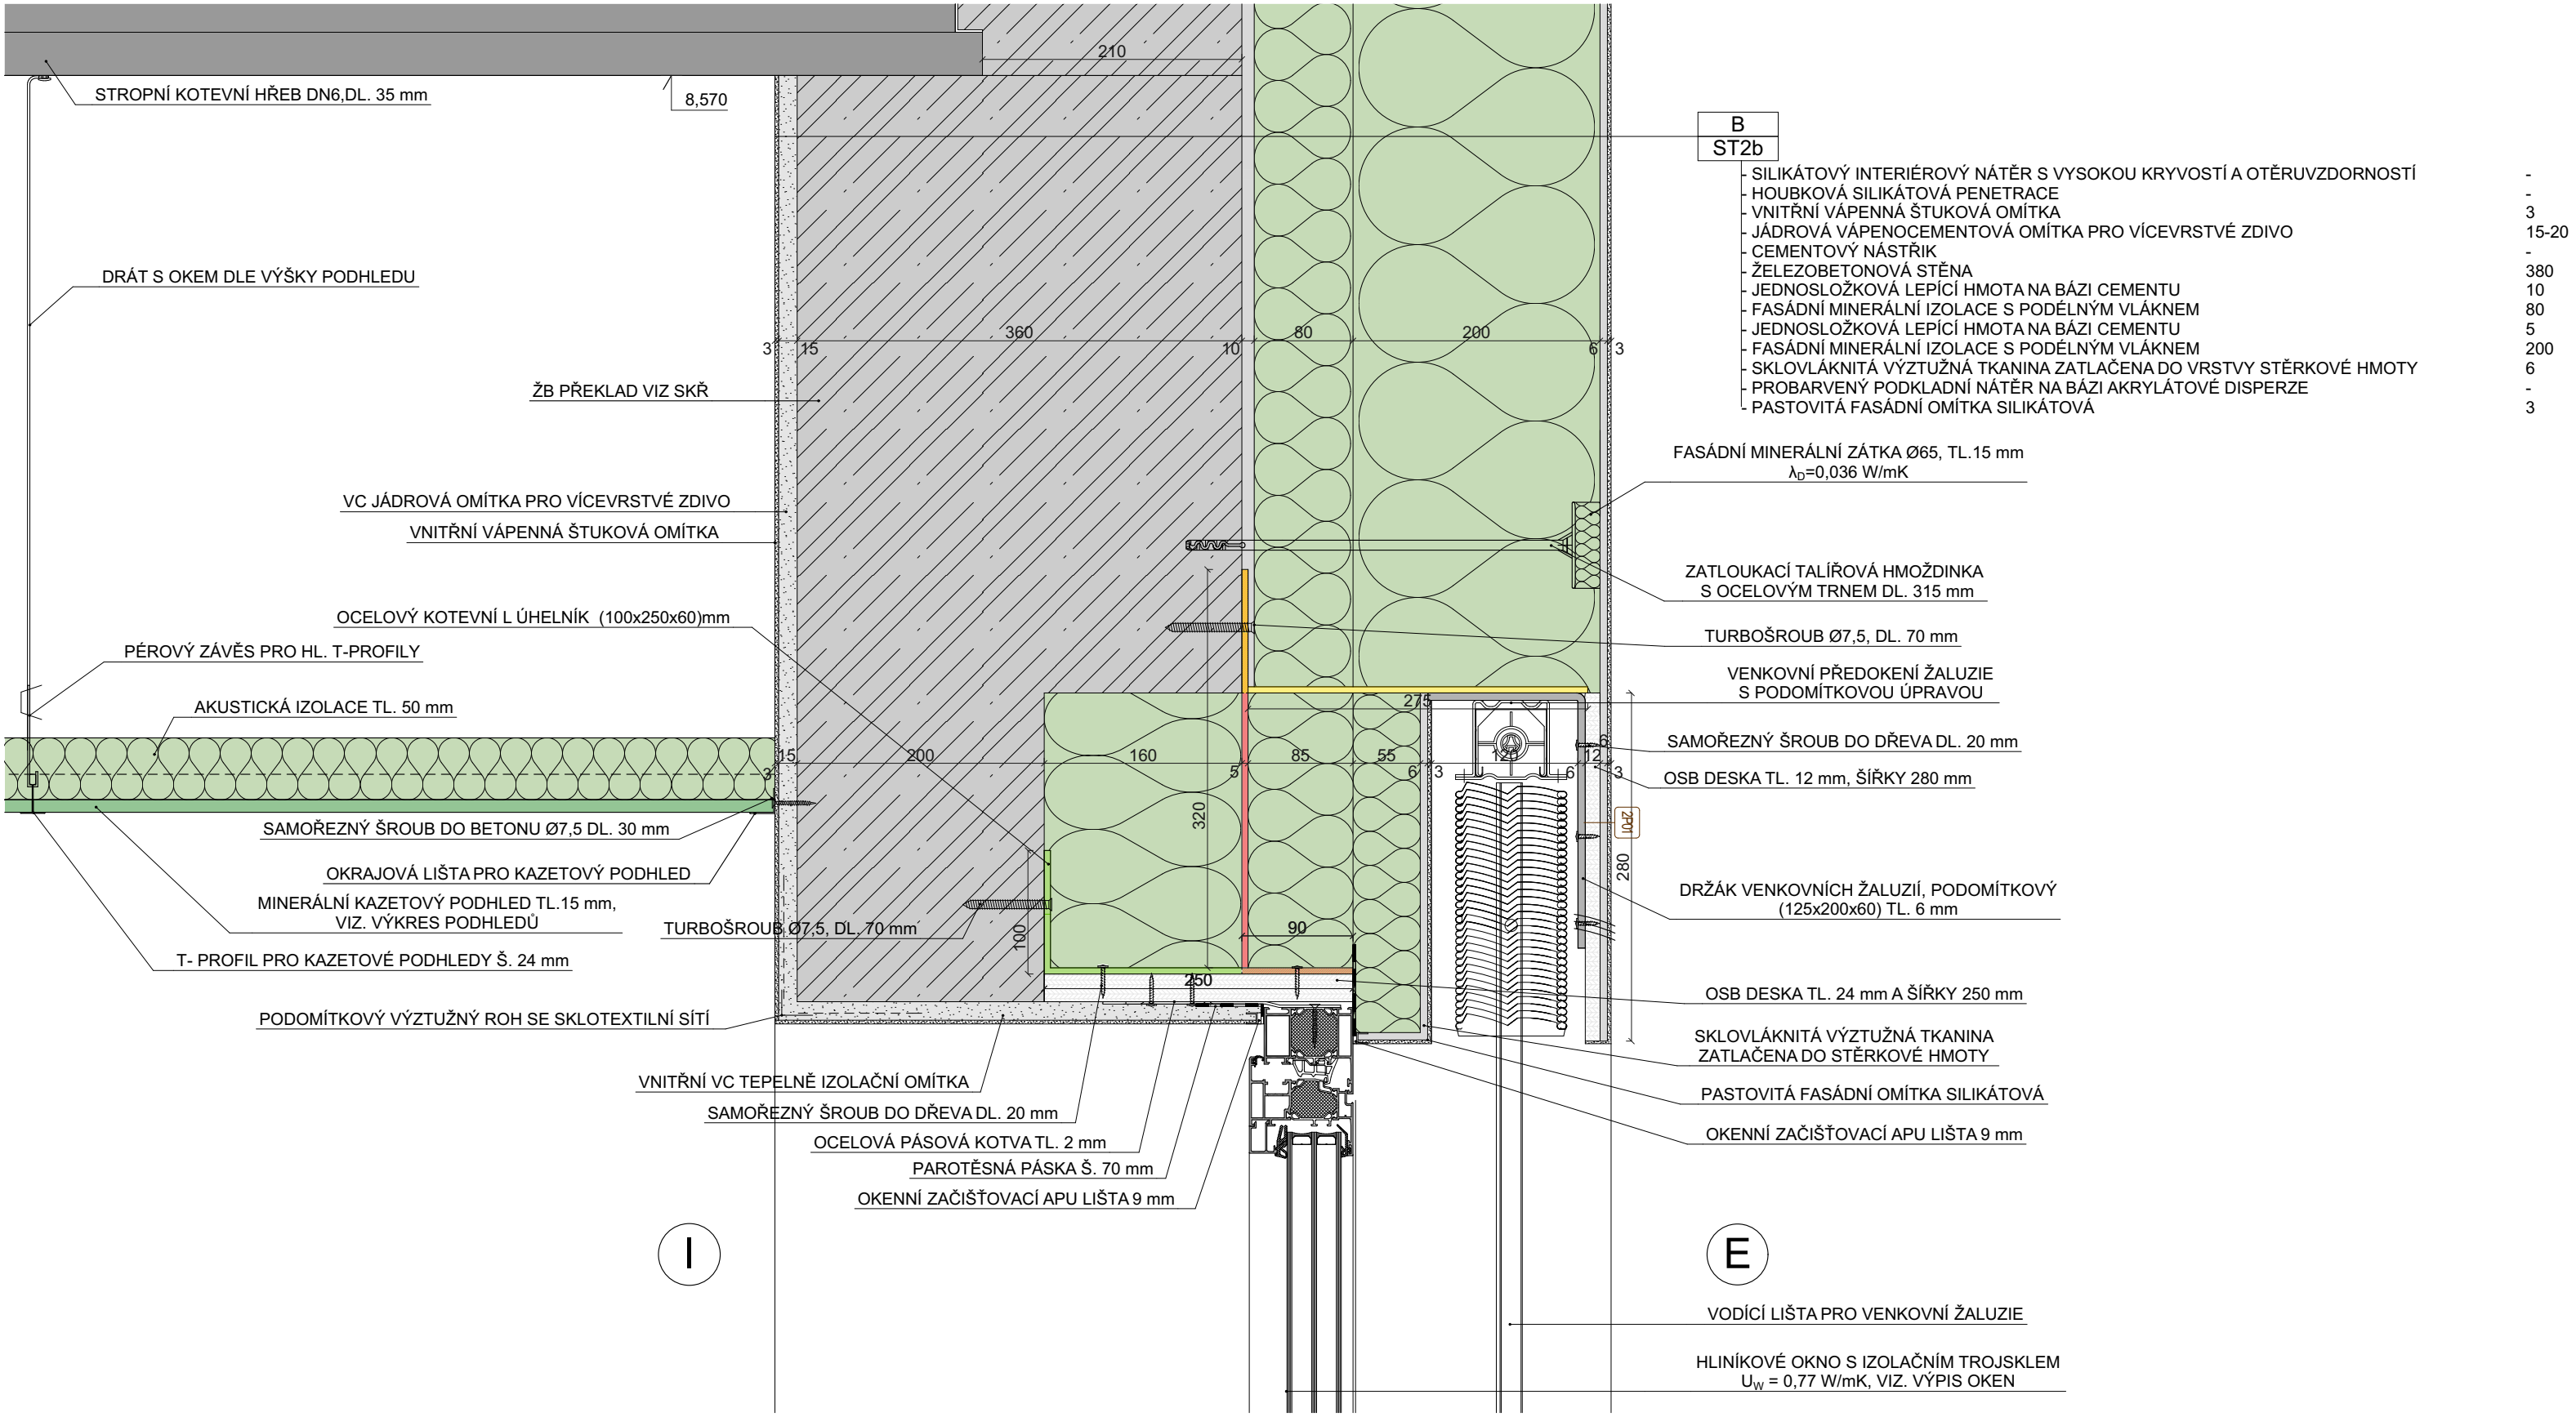 210
STROPNÍ KOTEVNÍ HŘEB DN6,DL. 35 mm
8,570
B
ST2b
- SILIKÁTOVÝ INTERIÉROVÝ NÁTĚR S VYSOKOU KRYVOSTÍ A OTĚRUVZDORNOSTÍ -
- HOUBKOVÁ SILIKÁTOVÁ PENETRACE -
- VNITŘNÍ VÁPENNÁ ŠTUKOVÁ OMÍTKA 3
- JÁDROVÁ VÁPENOCEMENTOVÁ OMÍTKA PRO VÍCEVRSTVÉ ZDIVO 15-20
- CEMENTOVÝ NÁSTŘIK -
- ŽELEZOBETONOVÁ STĚNA 380
- JEDNOSLOŽKOVÁ LEPÍCÍ HMOTA NA BÁZI CEMENTU 10
- FASÁDNÍ MINERÁLNÍ IZOLACE S PODÉLNÝM VLÁKNEM 80
- JEDNOSLOŽKOVÁ LEPÍCÍ HMOTA NA BÁZI CEMENTU 5
- FASÁDNÍ MINERÁLNÍ IZOLACE S PODÉLNÝM VLÁKNEM 200
- SKLOVLÁKNITÁ VÝZTUŽNÁ TKANINA ZATLAČENA DO VRSTVY STĚRKOVÉ HMOTY 6
- PROBARVENÝ PODKLADNÍ NÁTĚR NA BÁZI AKRYLÁTOVÉ DISPERZE -
- PASTOVITÁ FASÁDNÍ OMÍTKA SILIKÁTOVÁ 3
DRÁT S OKEM DLE VÝŠKY PODHLEDU
3 15 360 10 80 200 6 3
ŽB PŘEKLAD VIZ SKŘ
FASÁDNÍ MINERÁLNÍ ZÁTKA Ø65, TL.15 mm
λD=0,036 W/mK
VC JÁDROVÁ OMÍTKA PRO VÍCEVRSTVÉ ZDIVO
VNITŘNÍ VÁPENNÁ ŠTUKOVÁ OMÍTKA
ZATLOUKACÍ TALÍŘOVÁ HMOŽDINKA
S OCELOVÝM TRNEM DL. 315 mm
OCELOVÝ KOTEVNÍ L ÚHELNÍK (100x250x60)mm
TURBOŠROUB Ø7,5, DL. 70 mm
PÉROVÝ ZÁVĚS PRO HL. T-PROFILY
VENKOVNÍ PŘEDOKENÍ ŽALUZIE
S PODOMÍTKOVOU ÚPRAVOU
AKUSTICKÁ IZOLACE TL. 50 mm
275
SAMOŘEZNÝ ŠROUB DO DŘEVA DL. 20 mm
3 15 200 160 5 85 55 6 3 120 6 12 6 3
OSB DESKA TL. 12 mm, ŠÍŘKY 280 mm
320
2P01
280
SAMOŘEZNÝ ŠROUB DO BETONU Ø7,5 DL. 30 mm
OKRAJOVÁ LIŠTA PRO KAZETOVÝ PODHLED
MINERÁLNÍ KAZETOVÝ PODHLED TL.15 mm,
VIZ. VÝKRES PODHLEDŮ
DRŽÁK VENKOVNÍCH ŽALUZIÍ, PODOMÍTKOVÝ
(125x200x60) TL. 6 mm
TURBOŠROUB Ø7,5, DL. 70 mm
100
90
T- PROFIL PRO KAZETOVÉ PODHLEDY Š. 24 mm
250
OSB DESKA TL. 24 mm A ŠÍŘKY 250 mm
PODOMÍTKOVÝ VÝZTUŽNÝ ROH SE SKLOTEXTILNÍ SÍTÍ
SKLOVLÁKNITÁ VÝZTUŽNÁ TKANINA
ZATLAČENA DO STĚRKOVÉ HMOTY
VNITŘNÍ VC TEPELNĚ IZOLAČNÍ OMÍTKA
PASTOVITÁ FASÁDNÍ OMÍTKA SILIKÁTOVÁ
SAMOŘEZNÝ ŠROUB DO DŘEVA DL. 20 mm
OKENNÍ ZAČIŠŤOVACÍ APU LIŠTA 9 mm
OCELOVÁ PÁSOVÁ KOTVA TL. 2 mm
PAROTĚSNÁ PÁSKA Š. 70 mm
OKENNÍ ZAČIŠŤOVACÍ APU LIŠTA 9 mm
I
E
VODÍCÍ LIŠTA PRO VENKOVNÍ ŽALUZIE
HLINÍKOVÉ OKNO S IZOLAČNÍM TROJSKLEM
UW = 0,77 W/mK, VIZ. VÝPIS OKEN